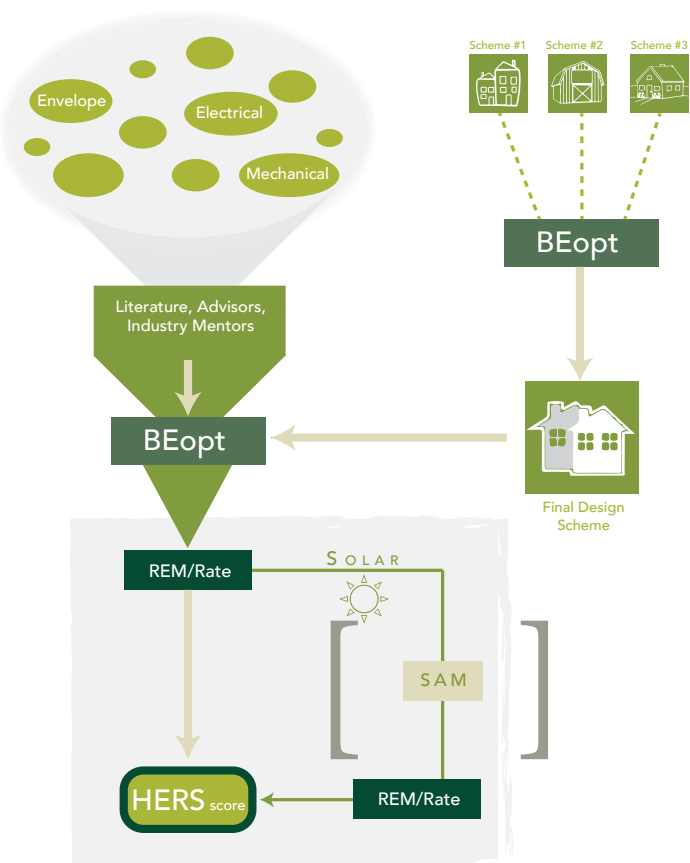 Scheme #1
Scheme #2
Scheme #3
Envelope
Electrical
Mechanical
BEopt
Literature, Advisors,
Industry Mentors
BEopt
Final Design
Scheme
SOLAR
REM/Rate
SAM
HERS score
REM/Rate